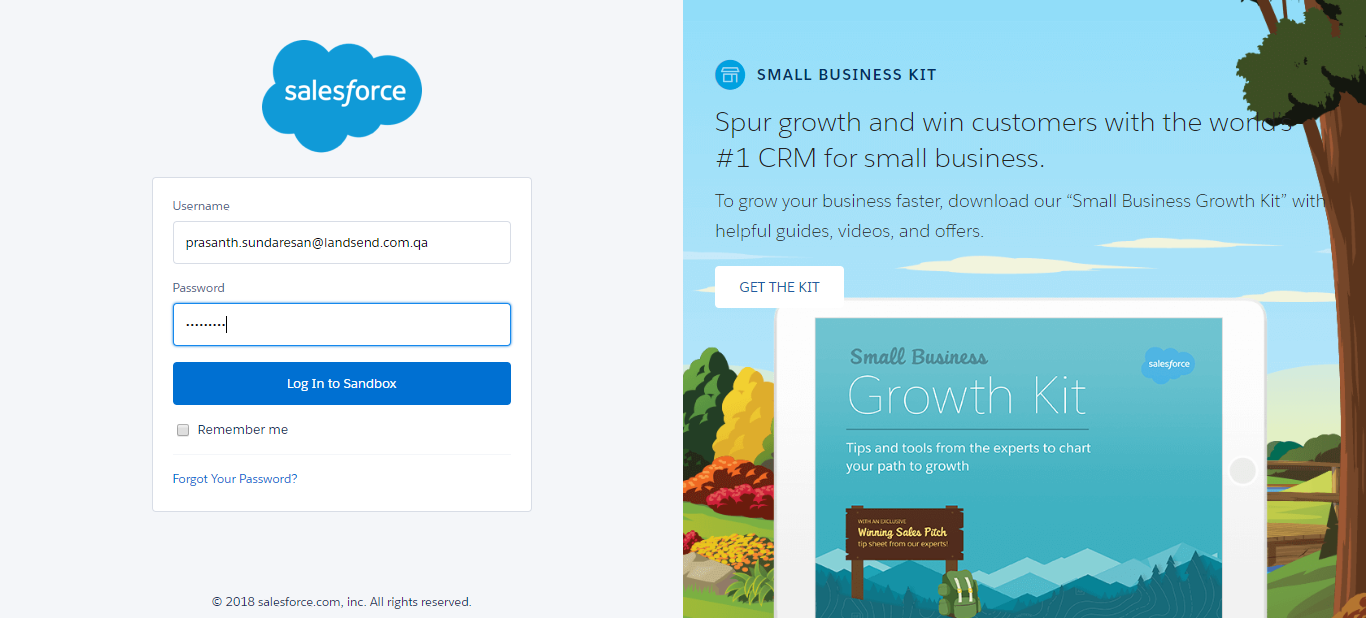 salesforce
Username
prasanth.sundaresan@landsend.com.qa
Password
•••••••••
Log In to Sandbox
Remember me
Forgot Your Password?
© 2018 salesforce.com, inc. All rights reserved.
SMALL BUSINESS KIT
Spur growth and win customers with the world's
#1 CRM for small business.
To grow your business faster, download our “Small Business Growth Kit” with
helpful guides, videos, and offers.
GET THE KIT
Small Business
salesforce
Growth Kit
Tips and tools from the experts to chart
your path to growth
WITH AN EXCLUSIVE
Winning Sales Pitch
tip sheet from our experts!